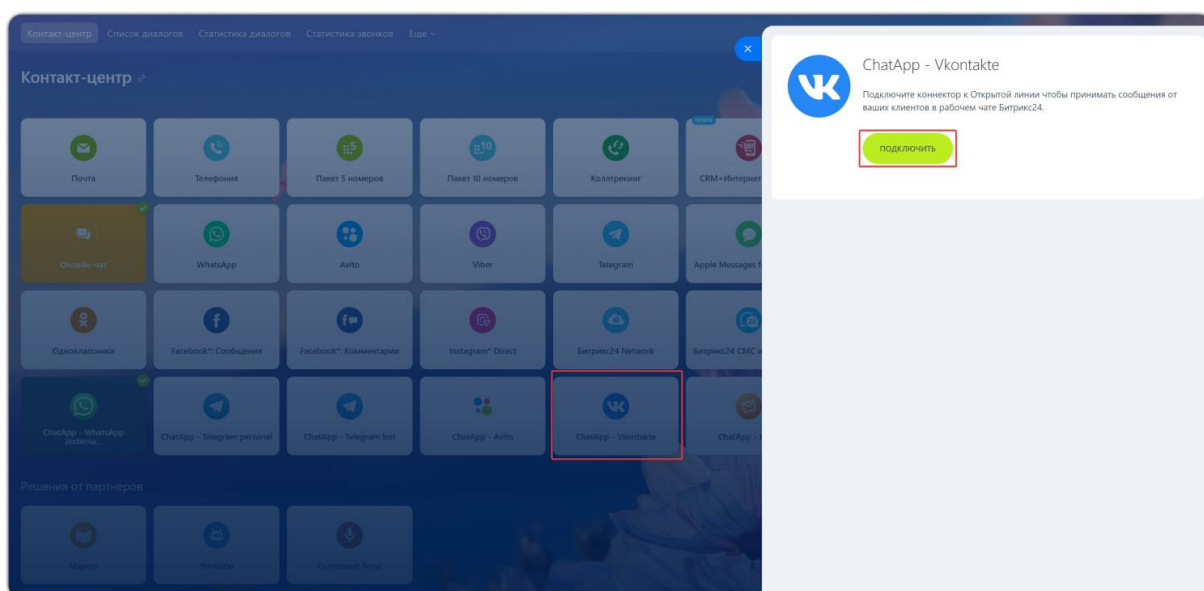 Контакт-центр Список диалогов Статистика диалогов Статистика звонков Еще
Контакт-центр
Почта
Телефония
Пакет 5 номеров
Пакет 10 номеров
Коллтрекинг
CRM+Интернет
Онлайн-чат
WhatsApp
Avito
Viber
Telegram
Apple Messages f
Одноклассники
Facebook*: Сообщения
Facebook*: Комментарии
Instagram* Direct
Битрикс24 Network
Битрикс24 СМС и
ChatApp - WhatsApp
(externa...
ChatApp - Telegram personal
ChatApp - Telegram bot
ChatApp - Avito
ChatApp - Vkontakte
ChatApp -
Решения от партнеров
Маркет
Чат-боты
Голосовые боты
ChatApp - Vkontakte
Подключите коннектор к Открытой линии чтобы принимать сообщения от
ваших клиентов в рабочем чате Битрикс24.
ПОДКЛЮЧИТЬ